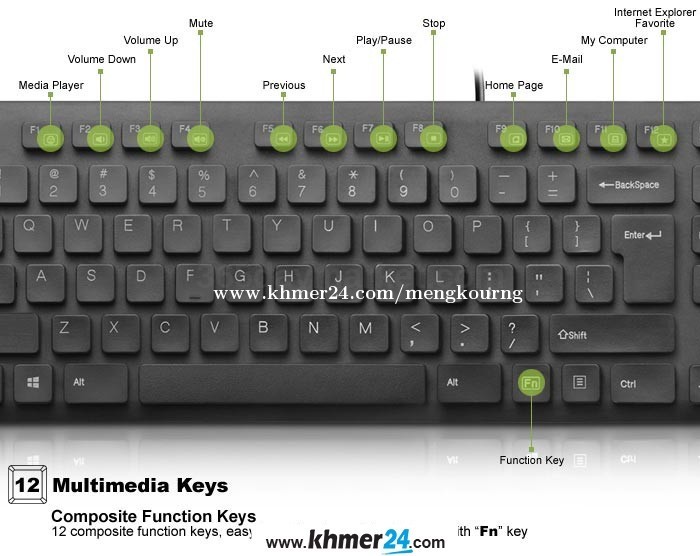 Internet Explorer
Favorite
Mute
Stop
Volume Up
Play/Pause
My Computer
Volume Down
Next
E-Mail
Media Player
Previous
Home Page
F1 F2 F3 F4 F5 F6 F7 F8 F9 F10 F11 F12
@ # $ % ^ & * ( ) - +
2 3 4 5 6 7 8 9 0 - = ←BackSpace
Q W E R T Y U I O P { [ } ] Enter
A S D F G H J K L : ; " ' ¦ \
www.khmer24.com/mengkourng
Z X C V B N M < , > . ? / ⇧Shift
Alt Alt Fn Ctrl
Function Key
12 Multimedia Keys
Composite Function Keys
12 composite function keys, easy th "Fn" key
www.khmer24.com